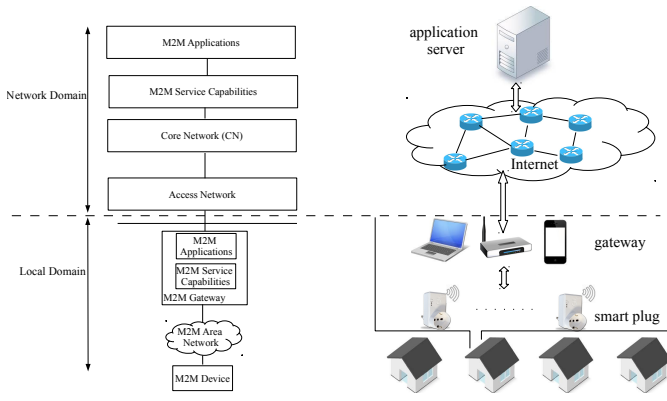 M2M Applications
Network Domain
M2M Service Capabilities
Core Network (CN)
Access Network
Local Domain
M2M
Applications
M2M Service
Capabilities
M2M Gateway
M2M Area
Network
M2M Device
application
server
Internet
gateway
smart plug